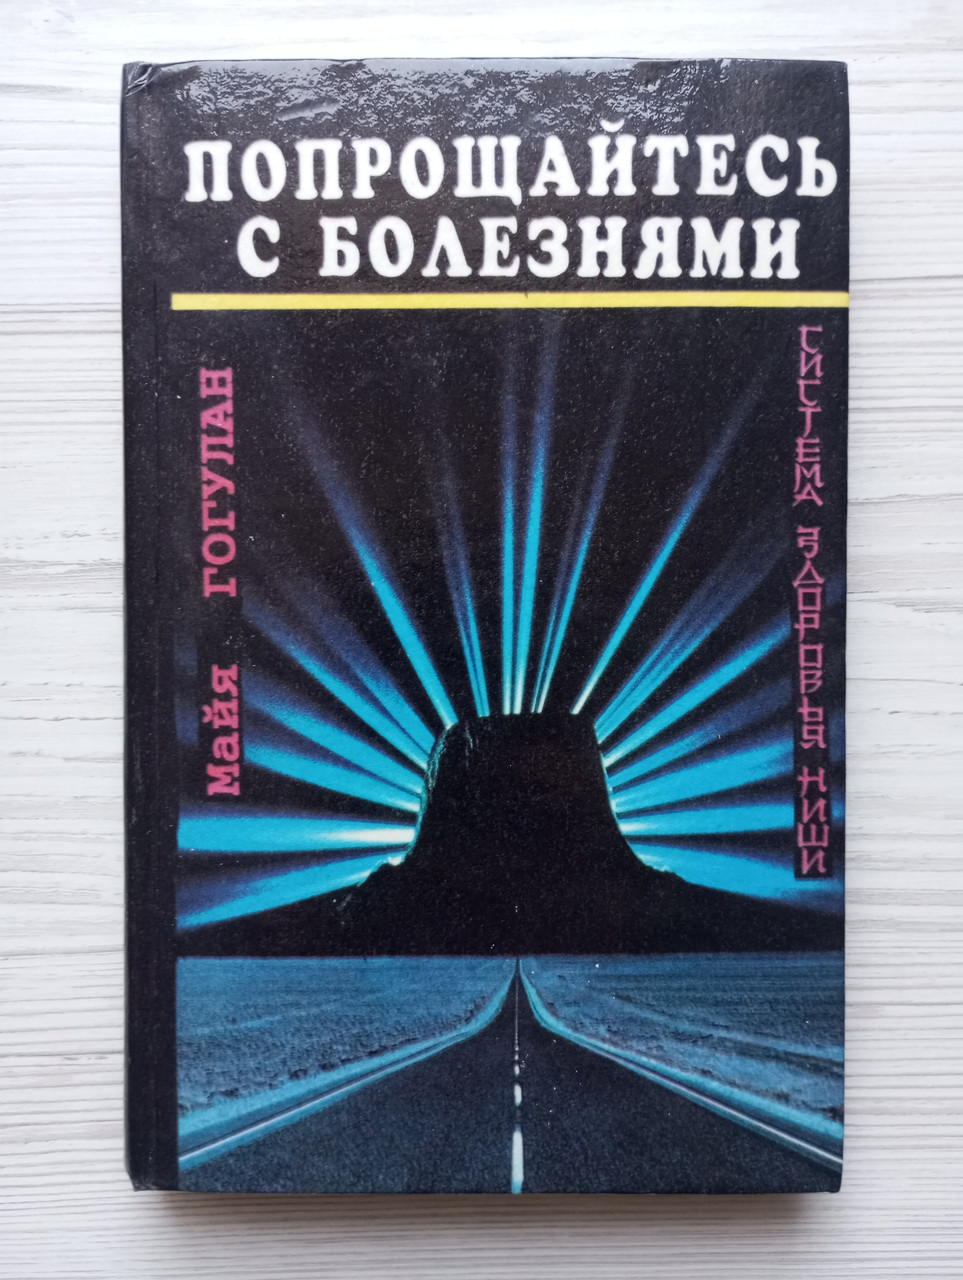 ПОПРОЩАЙТЕСЬ
С БОЛЕЗНЯМИ
Майя ГОГУЛАН
СИСТЕМА ЗДОРОВЬЯ НИШИ